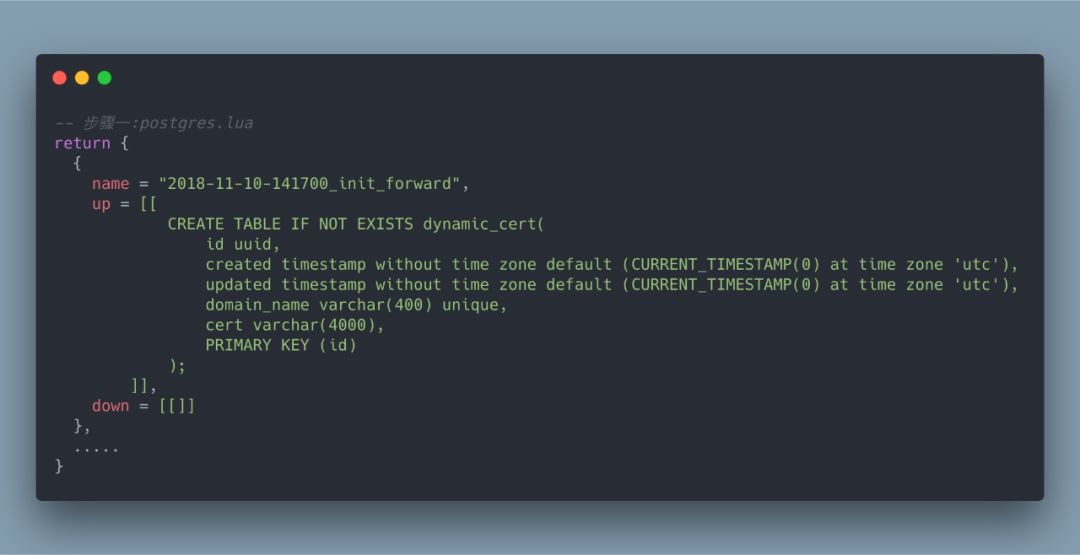 -- 步骤一:postgres.lua
return {
  {
    name = "2018-11-10-141700_init_forward",
    up = [[
            CREATE TABLE IF NOT EXISTS dynamic_cert(
                id uuid,
                created timestamp without time zone default (CURRENT_TIMESTAMP(0) at time zone 'utc'),
                updated timestamp without time zone default (CURRENT_TIMESTAMP(0) at time zone 'utc'),
                domain_name varchar(400) unique,
                cert varchar(4000),
                PRIMARY KEY (id)
            );
        ]],
    down = [[]]
  },
  .....
}